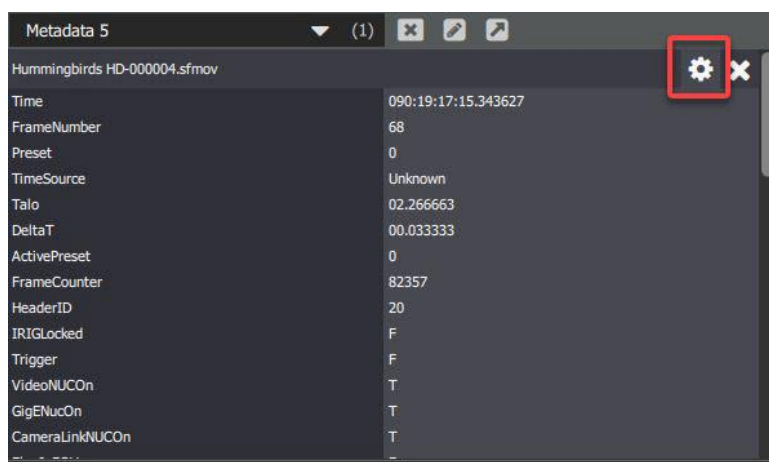 Metadata 5 (1)
Hummingbirds HD-000004.sfmov
Time 090:19:17:15.343627
FrameNumber 68
Preset 0
TimeSource Unknown
Talo 02.266663
DeltaT 00.033333
ActivePreset 0
FrameCounter 82357
HeaderID 20
IRIGLocked F
Trigger F
VideoNUCOn T
GigENucOn T
CameraLinkNUCOn T